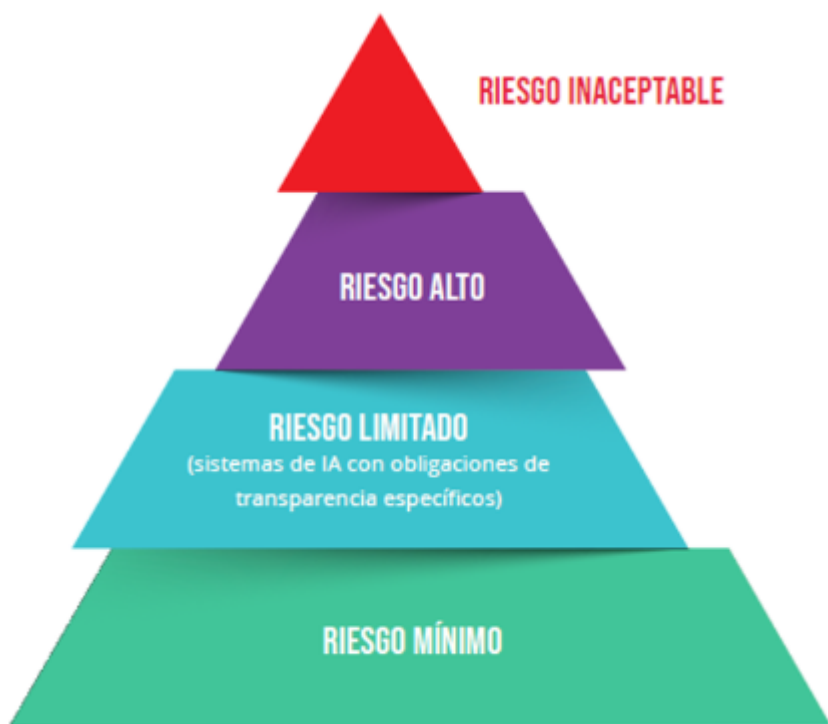 RIESGO INACEPTABLE
RIESGO ALTO
RIESGO LIMITADO
(sistemas de IA con obligaciones de
transparencia específicos)
RIESGO MÍNIMO